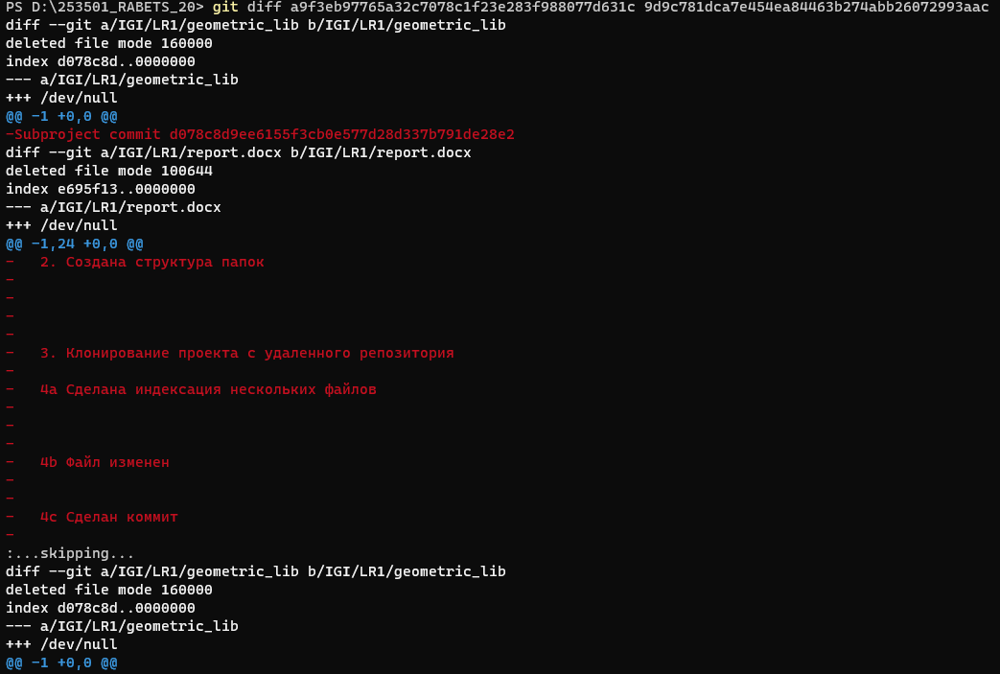 PS D:\253501_RABETS_20> git diff a9f3eb97765a32c7078c1f23e283f988077d631c 9d9c781dca7e454ea84463b274abb26072993aac
diff --git a/IGI/LR1/geometric_lib b/IGI/LR1/geometric_lib
deleted file mode 160000
index d078c8d..0000000
--- a/IGI/LR1/geometric_lib
+++ /dev/null
@@ -1 +0,0 @@
-Subproject commit d078c8d9ee6155f3cb0e577d28d337b791de28e2
diff --git a/IGI/LR1/report.docx b/IGI/LR1/report.docx
deleted file mode 100644
index e695f13..0000000
--- a/IGI/LR1/report.docx
+++ /dev/null
@@ -1,24 +0,0 @@
-   2. Создана структура папок
-
-
-
-
-   3. Клонирование проекта с удаленного репозитория
-
-   4a Сделана индексация нескольких файлов
-
-
-
-   4b Файл изменен
-
-
-   4c Сделан коммит
-
:...skipping...
diff --git a/IGI/LR1/geometric_lib b/IGI/LR1/geometric_lib
deleted file mode 160000
index d078c8d..0000000
--- a/IGI/LR1/geometric_lib
+++ /dev/null
@@ -1 +0,0 @@